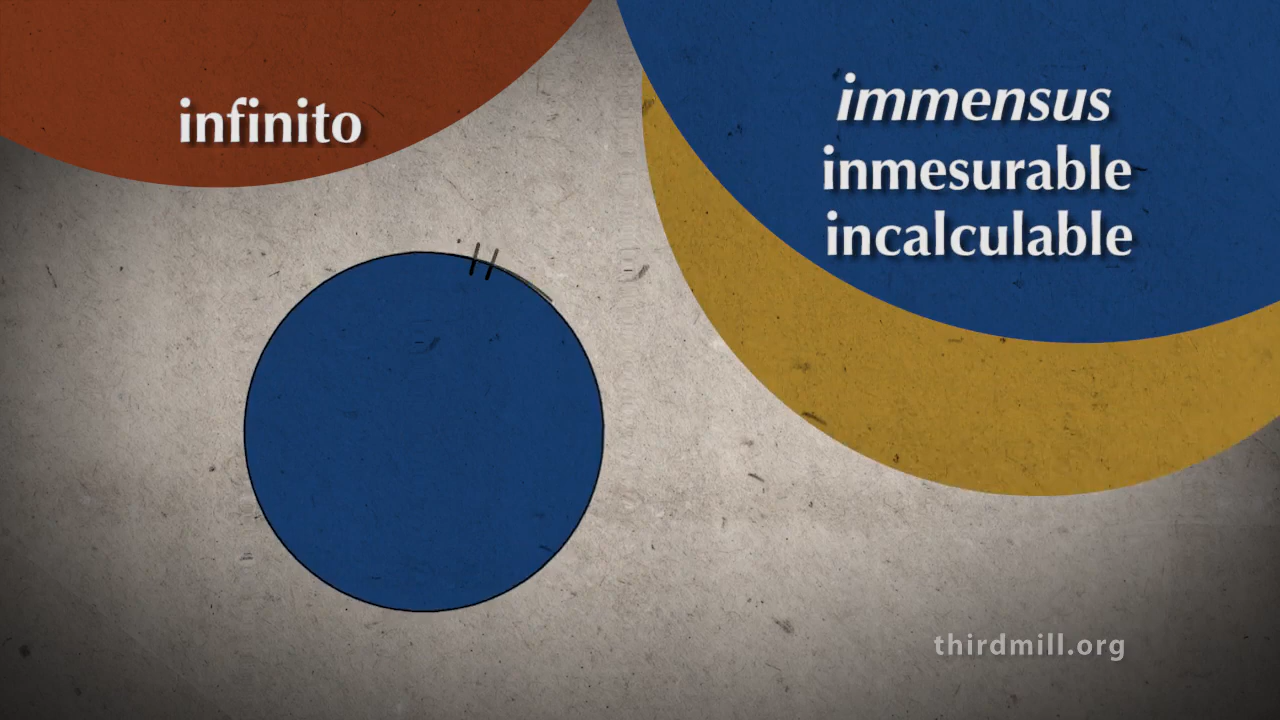 infinito
immensus
inmesurable
incalculable
thirdmill.org